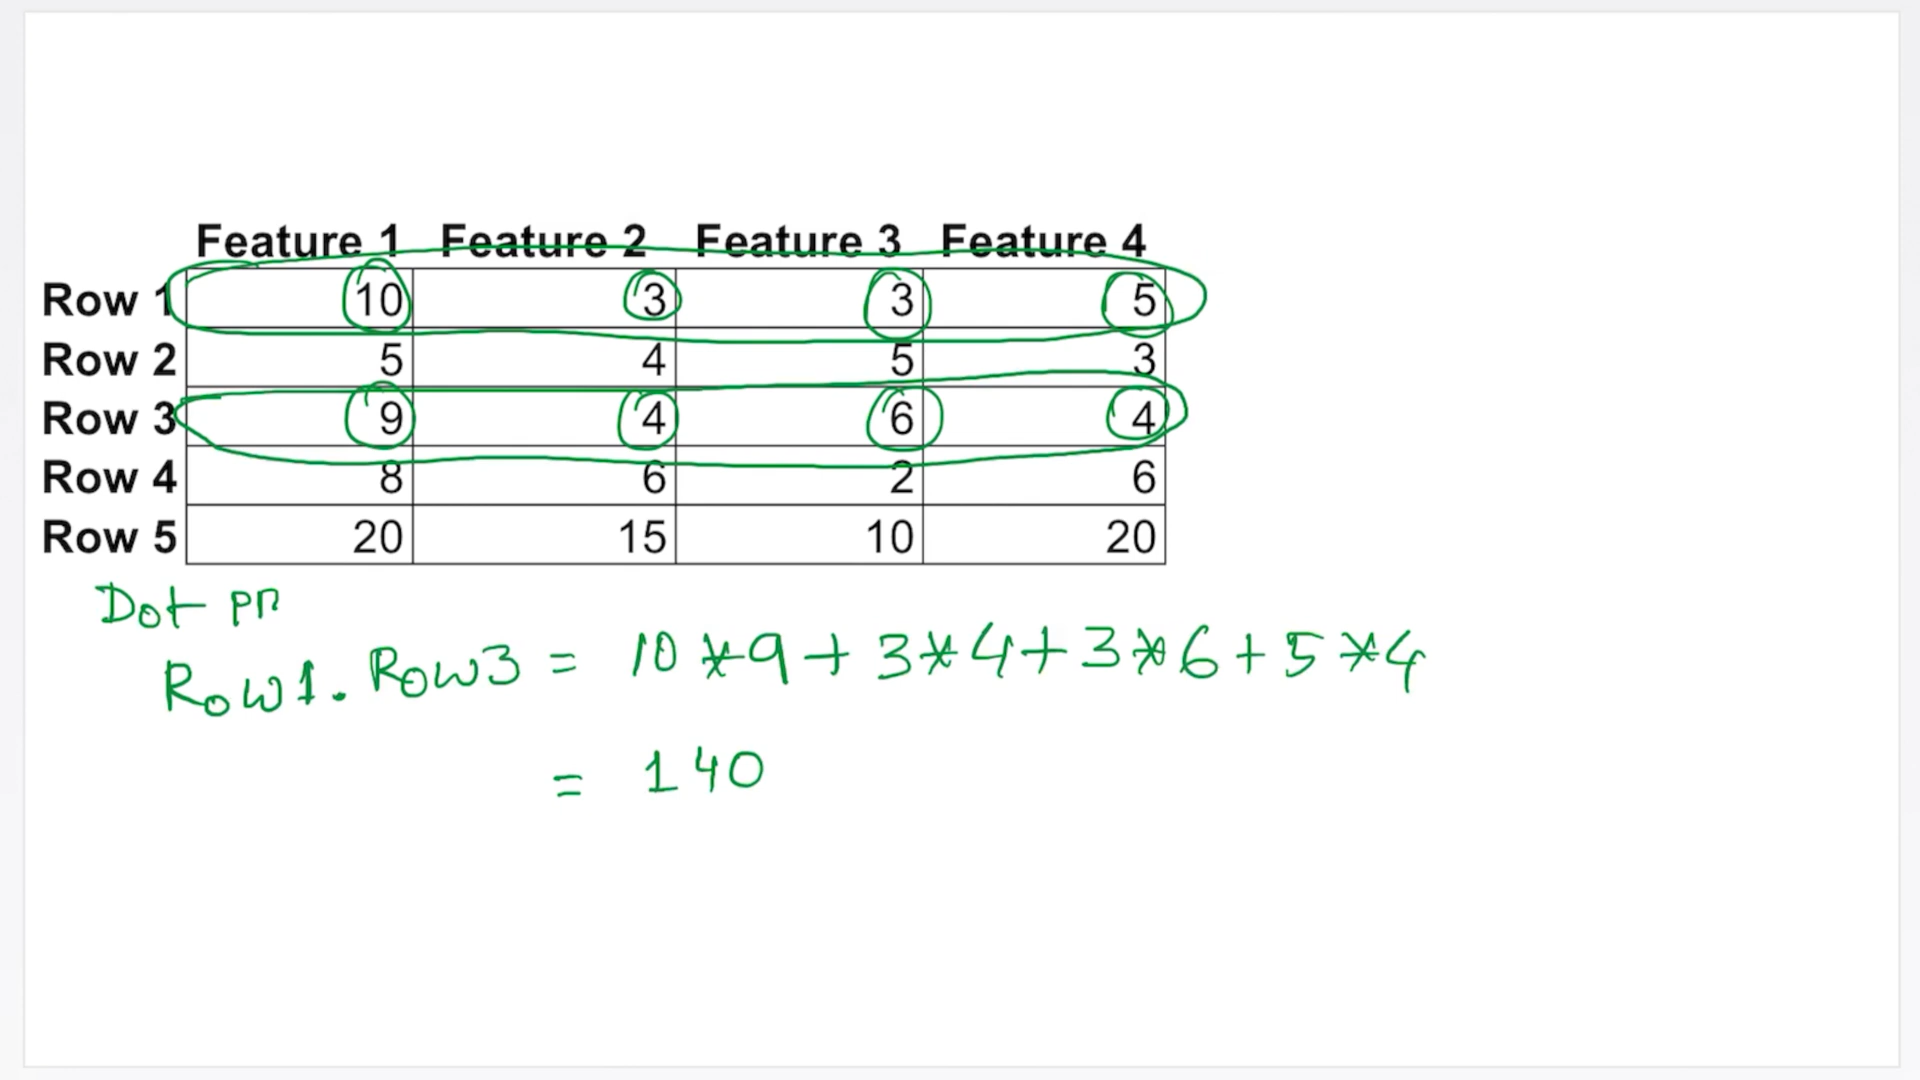 Feature 1 Feature 2 Feature 3 Feature 4
Row 1 10 3 3 5
Row 2 5 4 5 3
Row 3 9 4 6 4
Row 4 8 6 2 6
Row 5 20 15 10 20
Dot pr
Row1. Row3 = 10*9+3*4+3*6+5*4
= 140